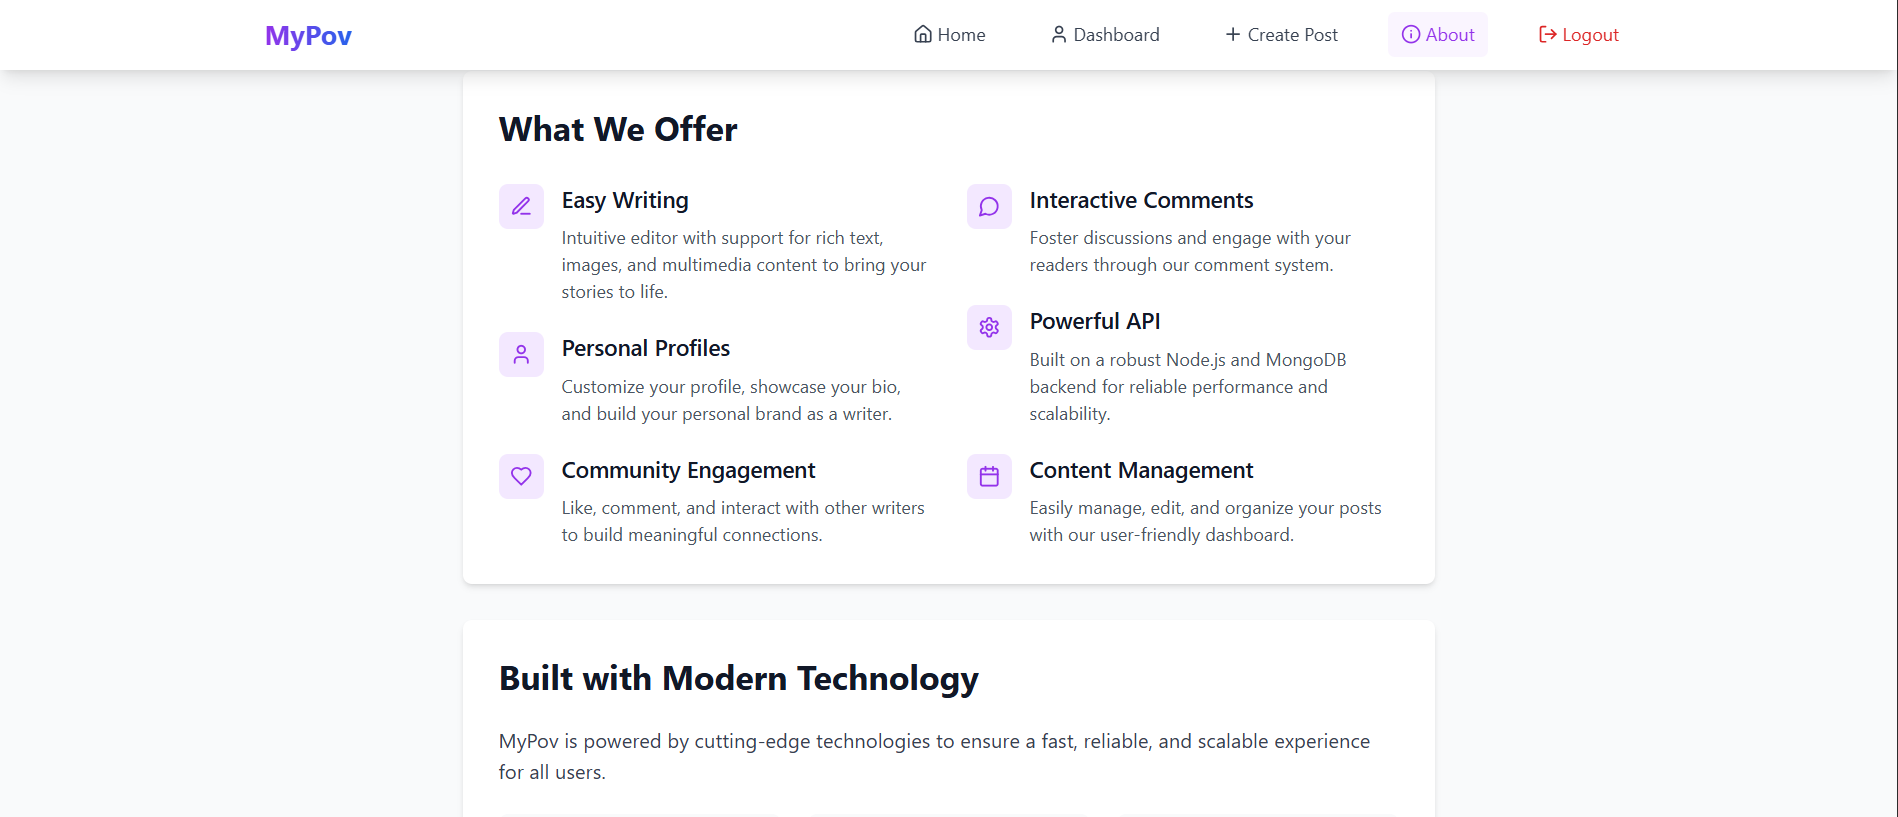 MyPov
Home
Dashboard
Create Post
About
Logout
What We Offer
Easy Writing
Intuitive editor with support for rich text,
images, and multimedia content to bring your
stories to life.
Personal Profiles
Customize your profile, showcase your bio,
and build your personal brand as a writer.
Community Engagement
Like, comment, and interact with other writers
to build meaningful connections.
Interactive Comments
Foster discussions and engage with your
readers through our comment system.
Powerful API
Built on a robust Node.js and MongoDB
backend for reliable performance and
scalability.
Content Management
Easily manage, edit, and organize your posts
with our user-friendly dashboard.
Built with Modern Technology
MyPov is powered by cutting-edge technologies to ensure a fast, reliable, and scalable experience
for all users.